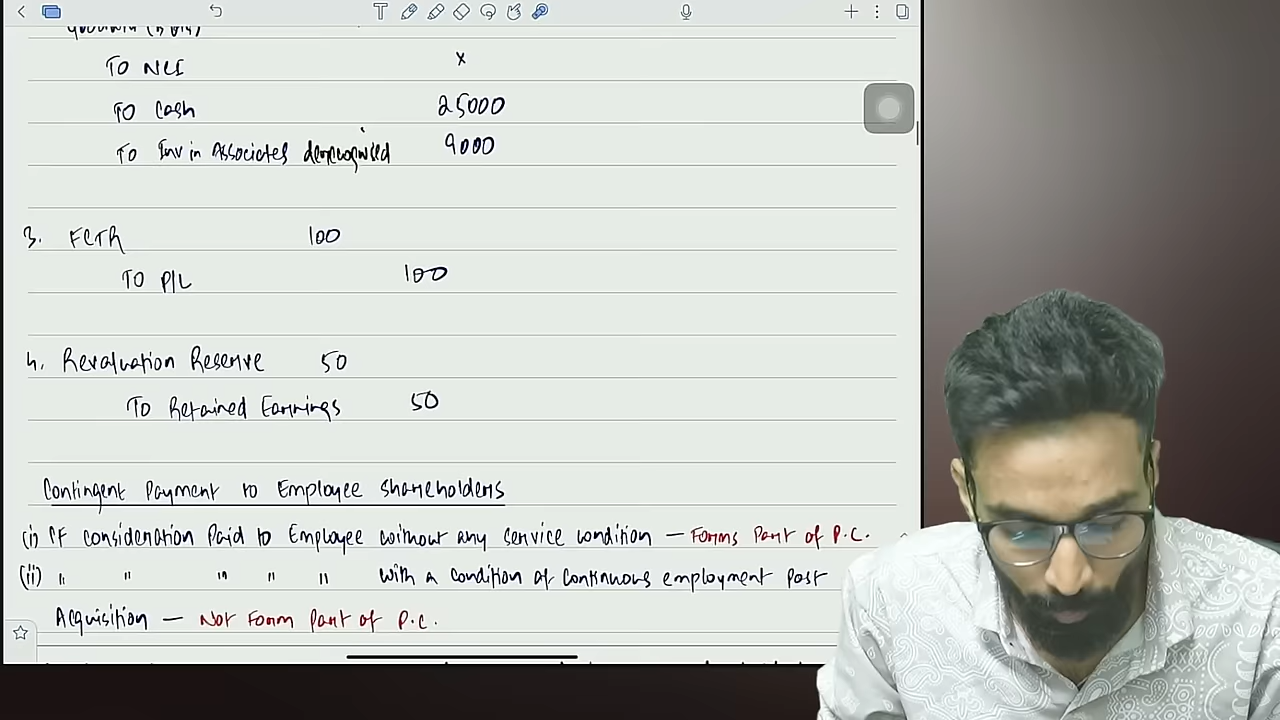 Goodwill (B.fig)
TO NCI x
TO Cash 25000
TO Inv in Associates derecognised 9000
3. FCTR 100
TO P/L 100
4. Revaluation Reserve 50
TO Retained Earnings 50
Contingent Payment to Employee shareholders
(i) If consideration Paid to Employee without any service condition — Forms Part of P.C.
(ii) " " " " " with a condition of continuous employment post
Acquisition — Not Form Part of P.C.